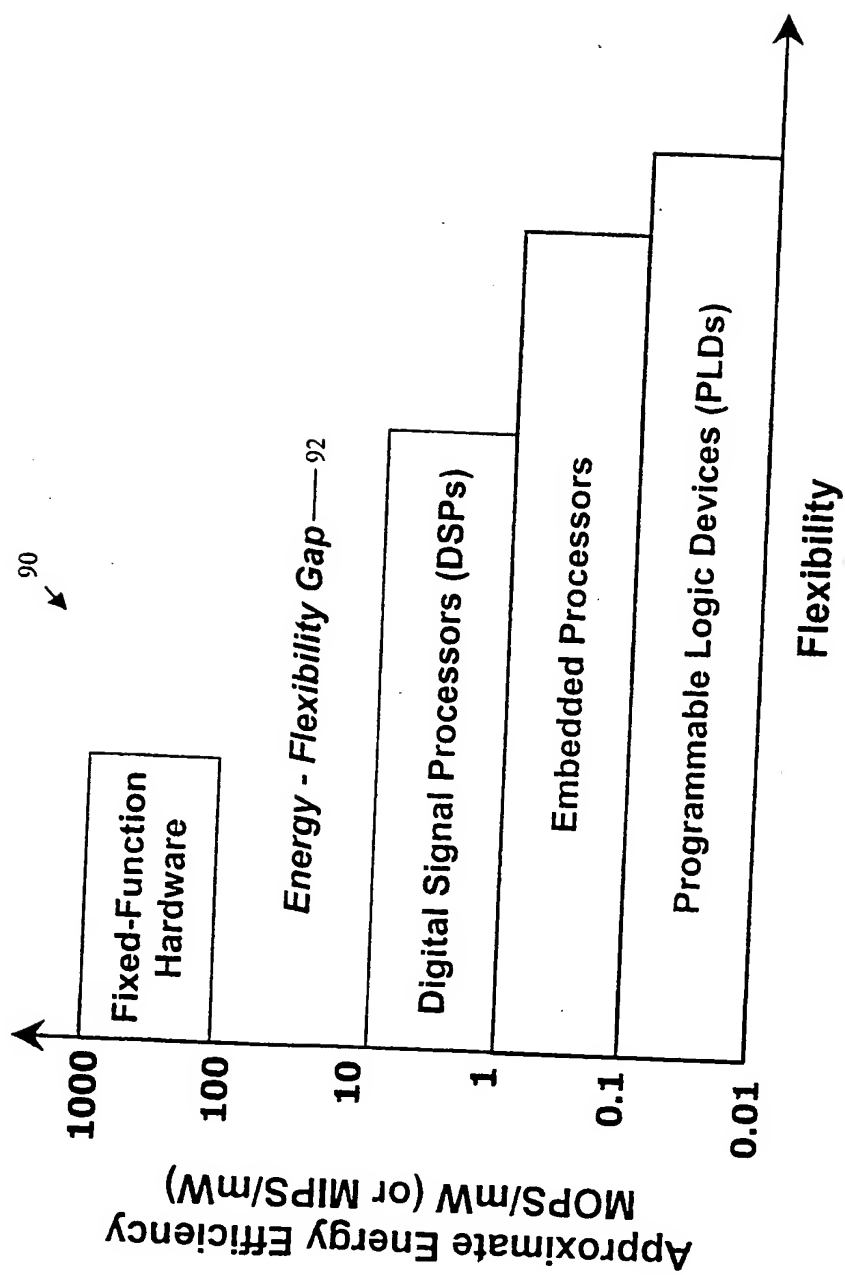 90
Approximate Energy Efficiency
MOPS/mW (or MIPS/mW)
1000
Fixed-Function
Hardware
100
Energy - Flexibility Gap
92
10
Digital Signal Processors (DSPs)
1
Embedded Processors
0.1
Programmable Logic Devices (PLDs)
0.01
Flexibility